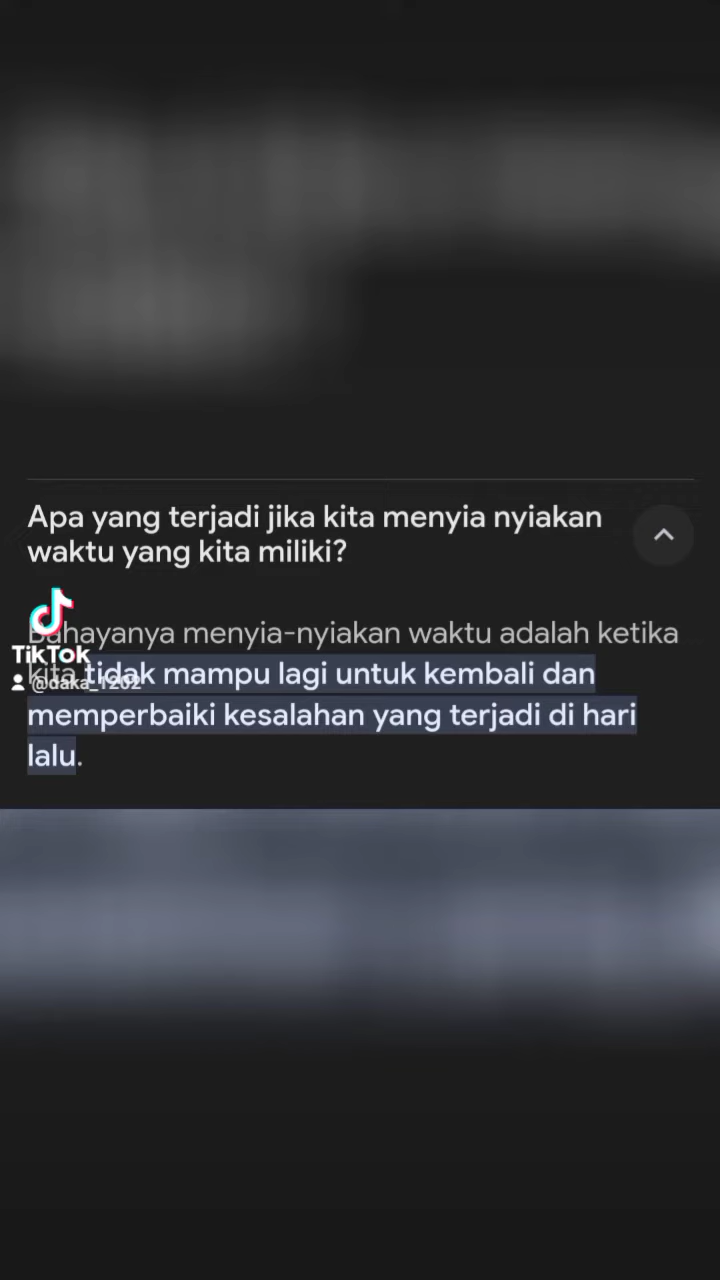 Apa yang terjadi jika kita menyia nyiakan
waktu yang kita miliki?
Bahayanya menyia-nyiakan waktu adalah ketika
kita tidak mampu lagi untuk kembali dan
memperbaiki kesalahan yang terjadi di hari
lalu.
TikTok
@daka_1202